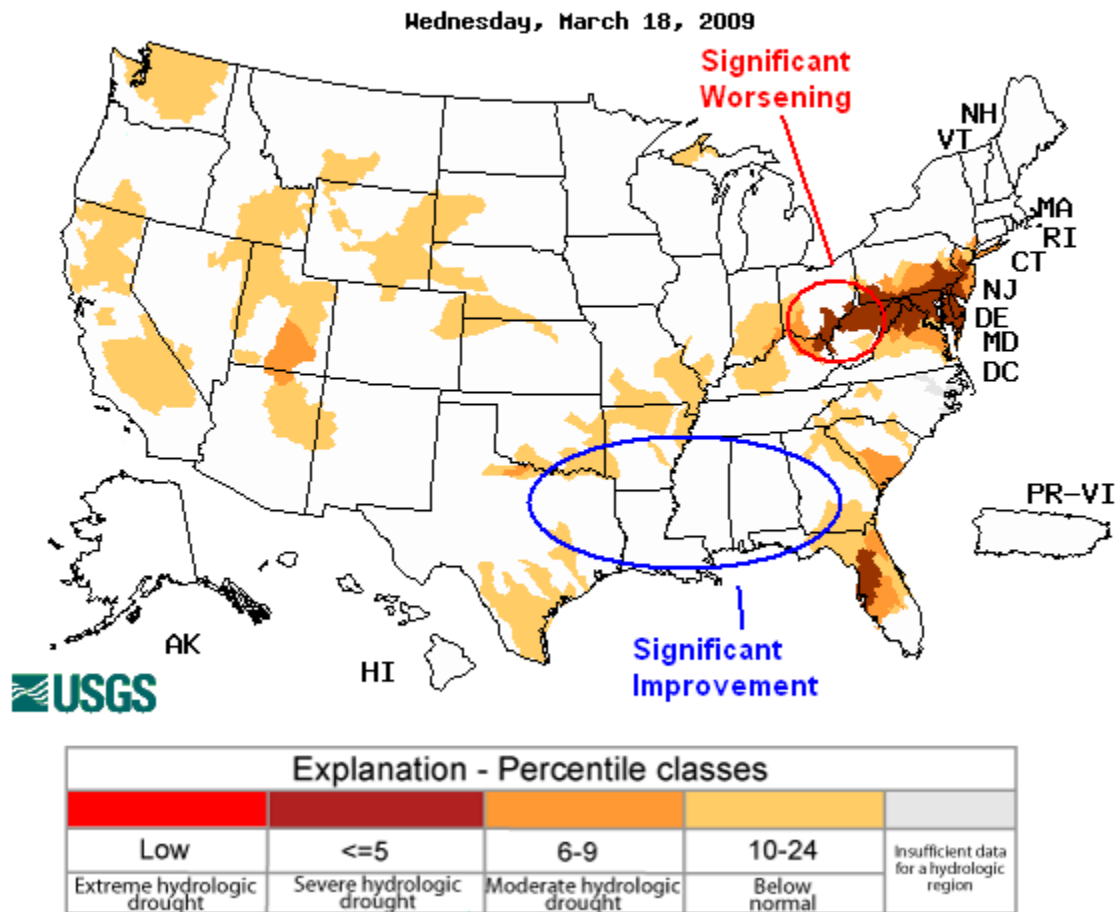 Wednesday, March 18, 2009
Significant
Worsening
NH
VT
MA
RI
CT
NJ
DE
MD
DC
PR-VI
AK
HI
Significant
Improvement
USGS
Explanation - Percentile classes
Low
<=5
6-9
10-24
Insufficient data
for a hydrologic
region
Extreme hydrologic
drought
Severe hydrologic
drought
Moderate hydrologic
drought
Below
normal